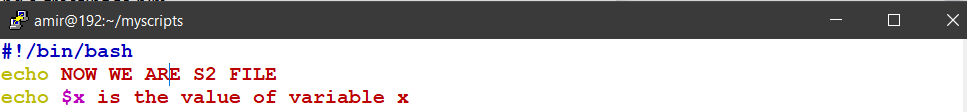 amir@192:~/myscripts
#!/bin/bash
echo NOW WE ARE S2 FILE
echo $x is the value of variable x